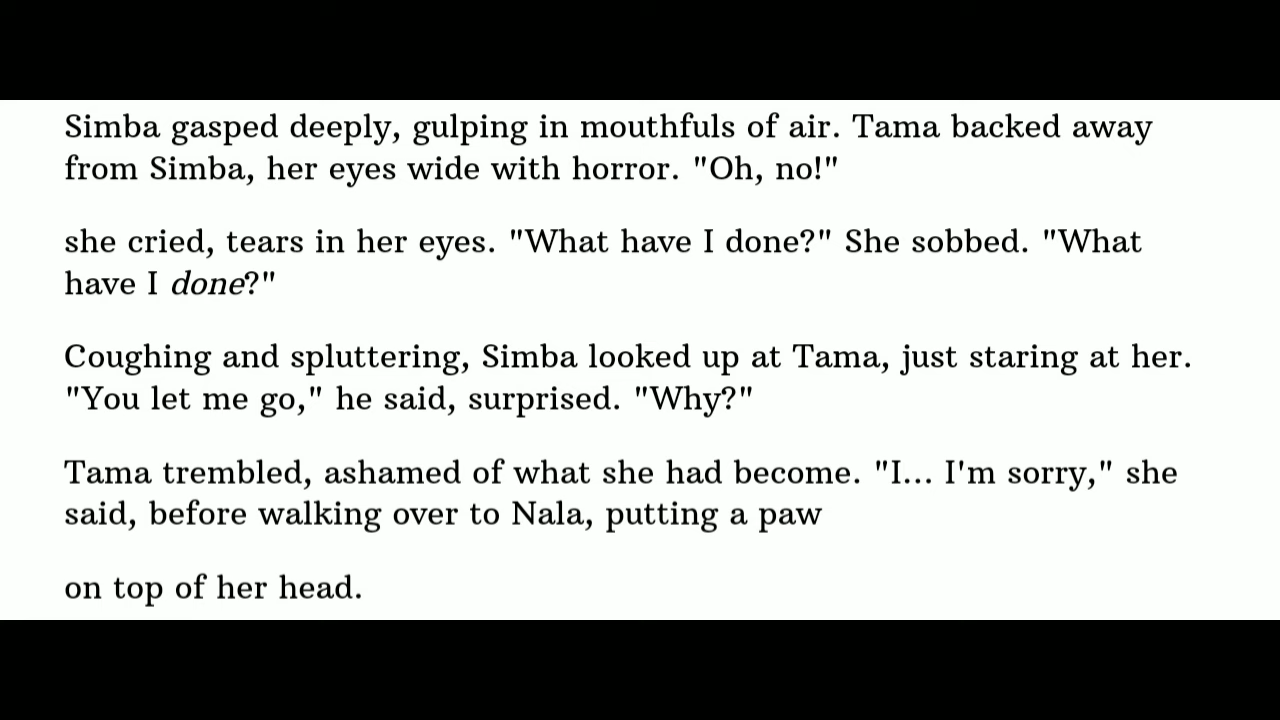 Simba gasped deeply, gulping in mouthfuls of air. Tama backed away
from Simba, her eyes wide with horror. "Oh, no!"
she cried, tears in her eyes. "What have I done?" She sobbed. "What
have I done?"
Coughing and spluttering, Simba looked up at Tama, just staring at her.
"You let me go," he said, surprised. "Why?"
Tama trembled, ashamed of what she had become. "I... I'm sorry," she
said, before walking over to Nala, putting a paw
on top of her head.